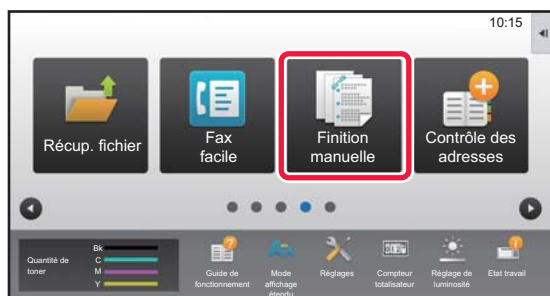 10:15
Récup. fichier
Fax
facile
Finition
manuelle
Contrôle des
adresses
Quantité de
toner
Bk
C
M
Y
Guide de
fonctionnement
Mode
affichage
étendu
Réglages
Compteur
totalisateur
Réglage de
luminosité
Etat travail